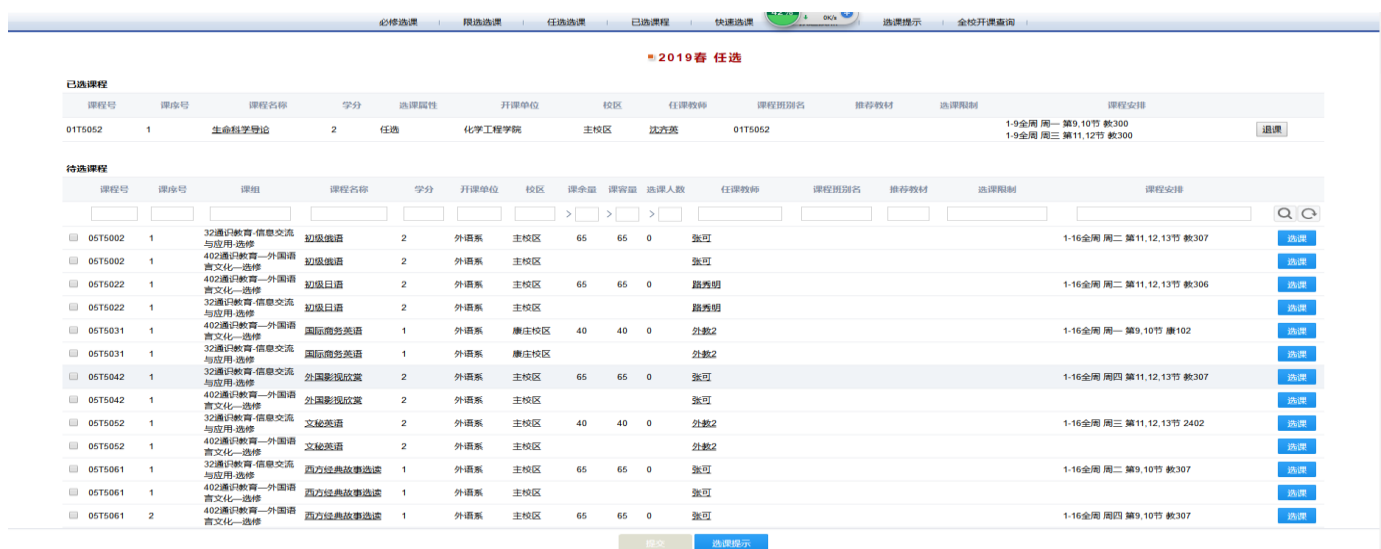 必修选课 限选选课 任选选课 已选课程 快速选课 选课提示 全校开课查询
0K/s
2019春 任选
已选课程
课程号 课序号 课程名称 学分 选课属性 开课单位 校区 任课教师 课程班别名 推荐教材 选课限制 课程安排
01T5052 1 生命科学导论 2 任选 化学工程学院 主校区 沈方英 01T5052 1-9全周 周一 第9,10节 教300
1-9全周 周三 第11,12节 教300 退课
待选课程
课程号 课序号 课组 课程名称 学分 开课单位 校区 课余量 课容量 选课人数 任课教师 课程班别名 推荐教材 选课限制 课程安排
> > >
05T5002 1 32通识教育-信息交流与应用-选修 初级俄语 2 外语系 主校区 65 65 0 张可 1-16全周 周二 第11,12,13节 教307 选课
05T5002 1 402通识教育—外国语言文化—选修 初级俄语 2 外语系 主校区 张可 选课
05T5022 1 402通识教育—外国语言文化—选修 初级日语 2 外语系 主校区 65 65 0 路秀明 1-16全周 周二 第11,12,13节 教306 选课
05T5022 1 32通识教育-信息交流与应用-选修 初级日语 2 外语系 主校区 路秀明 选课
05T5031 1 402通识教育—外国语言文化—选修 国际商务英语 1 外语系 康庄校区 40 40 0 外教2 1-16全周 周一 第9,10节 康102 选课
05T5031 1 32通识教育-信息交流与应用-选修 国际商务英语 1 外语系 康庄校区 外教2 选课
05T5042 1 32通识教育-信息交流与应用-选修 外国影视欣赏 2 外语系 主校区 65 65 0 张可 1-16全周 周四 第11,12,13节 教307 选课
05T5042 1 402通识教育—外国语言文化—选修 外国影视欣赏 2 外语系 主校区 张可 选课
05T5052 1 32通识教育-信息交流与应用-选修 文秘英语 2 外语系 主校区 40 40 0 外教2 1-16全周 周三 第11,12,13节 2402 选课
05T5052 1 402通识教育—外国语言文化—选修 文秘英语 2 外语系 主校区 外教2 选课
05T5061 1 32通识教育-信息交流与应用-选修 西方经典故事选读 1 外语系 主校区 65 65 0 张可 1-16全周 周二 第9,10节 教307 选课
05T5061 1 402通识教育—外国语言文化—选修 西方经典故事选读 1 外语系 主校区 张可 选课
05T5061 2 402通识教育—外国语言文化—选修 西方经典故事选读 1 外语系 主校区 65 65 0 张可 1-16全周 周四 第9,10节 教307 选课
提交 选课提示